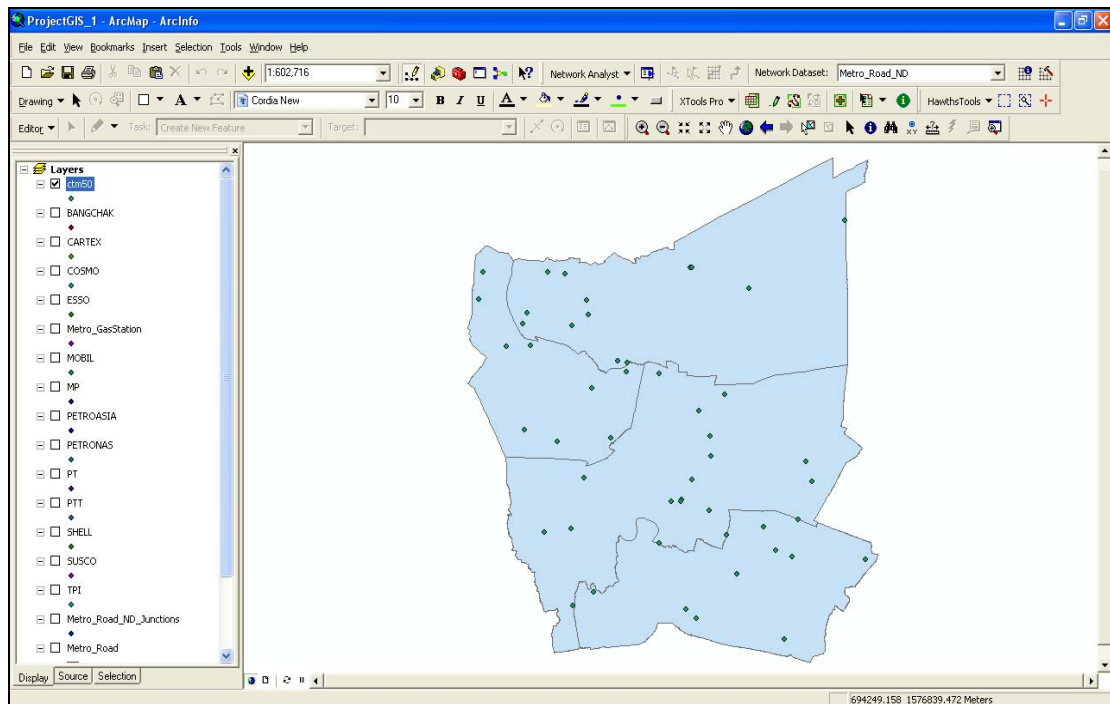 ProjectGIS_1 - ArcMap - ArcInfo
File Edit View Bookmarks Insert Selection Tools Window Help
1:602,716 Network Analyst Network Dataset: Metro_Road_ND
Drawing A Cordia New 10 B I U A XTools Pro HawthsTools
Editor Task: Create New Feature Target:
Layers
ctm50
BANGCHAK
CARTEX
COSMO
ESSO
Metro_GasStation
MOBIL
MP
PETROASIA
PETRONAS
PT
PTT
SHELL
SUSCO
TPI
Metro_Road_ND_Junctions
Metro_Road
Display Source Selection
694249.158 1576839.472 Meters